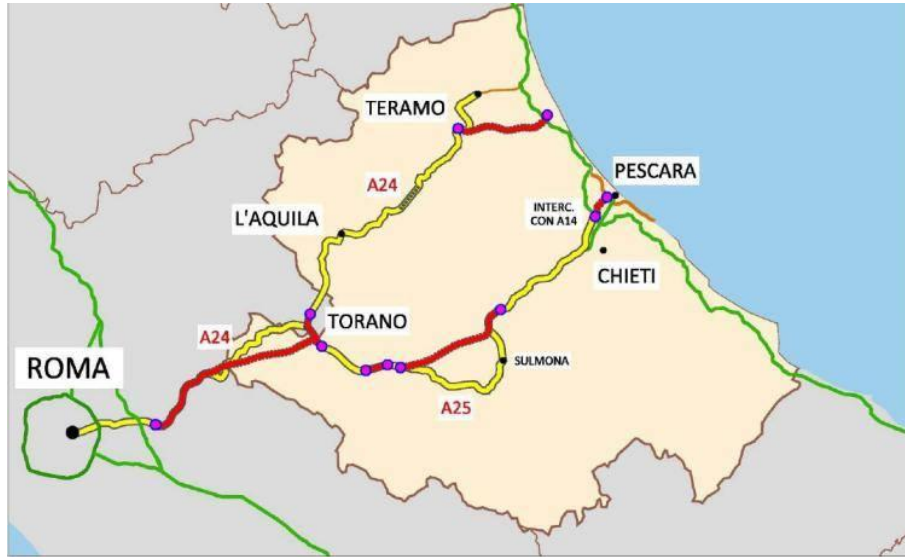 TERAMO
PESCARA
A24
INTERC.
CON A14
L'AQUILA
CHIETI
TORANO
A24
ROMA
SULMONA
A25